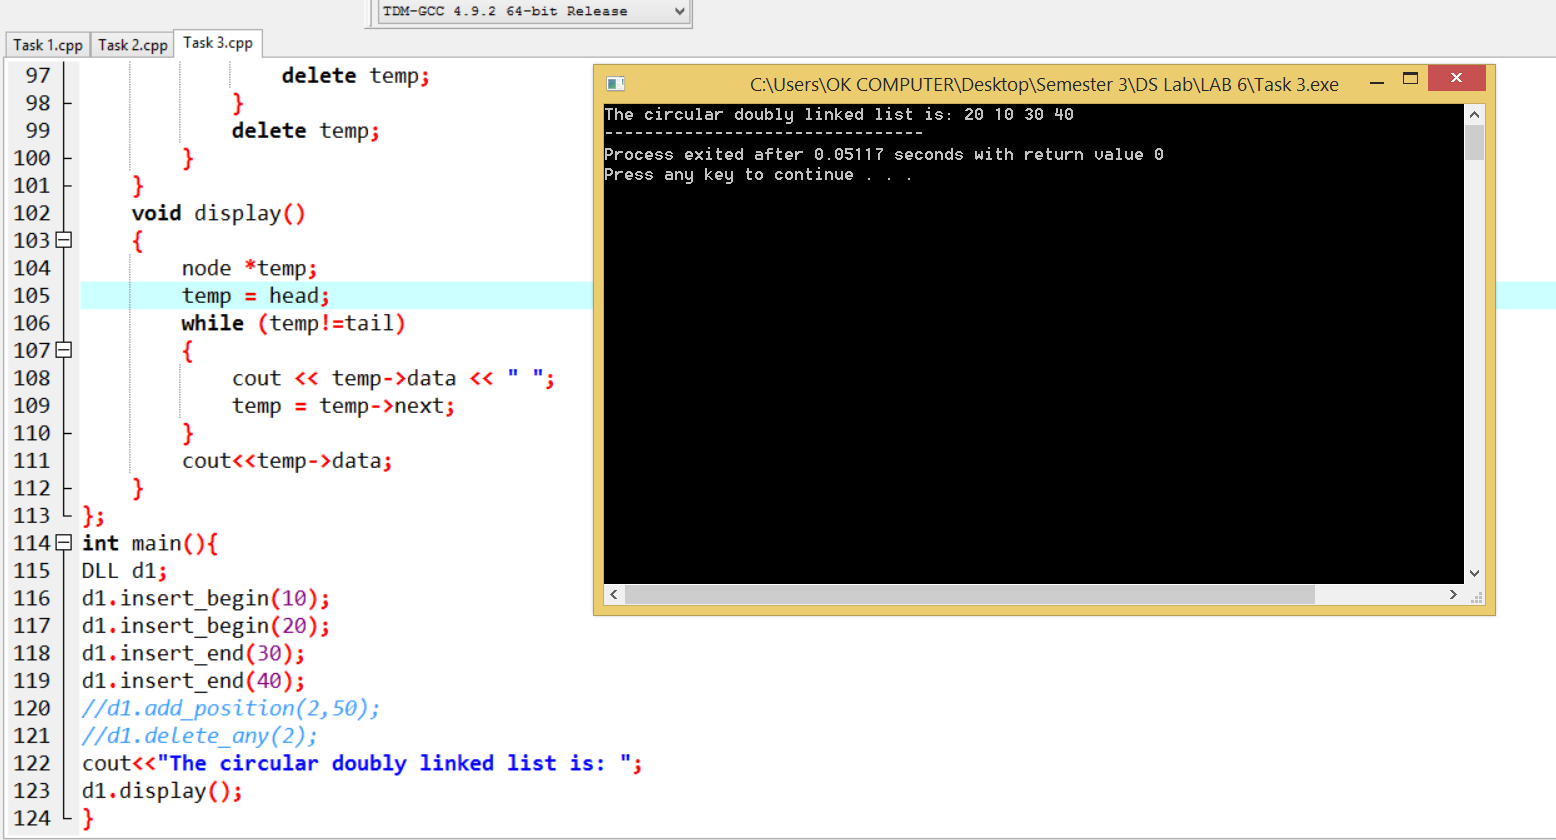 TDM-GCC 4.9.2 64-bit Release
Task 1.cpp Task 2.cpp Task 3.cpp
97 delete temp;
98 }
99 delete temp;
100 }
101 }
102 void display()
103 {
104 node *temp;
105 temp = head;
106 while (temp!=tail)
107 {
108 cout << temp->data << " ";
109 temp = temp->next;
110 }
111 cout<<temp->data;
112 }
113 };
114 int main(){
115 DLL d1;
116 d1.insert_begin(10);
117 d1.insert_begin(20);
118 d1.insert_end(30);
119 d1.insert_end(40);
120 //d1.add_position(2,50);
121 //d1.delete_any(2);
122 cout<<"The circular doubly linked list is: ";
123 d1.display();
124 }
C:\Users\OK COMPUTER\Desktop\Semester 3\DS Lab\LAB 6\Task 3.exe
The circular doubly linked list is: 20 10 30 40
--------------------------------
Process exited after 0.05117 seconds with return value 0
Press any key to continue . . .